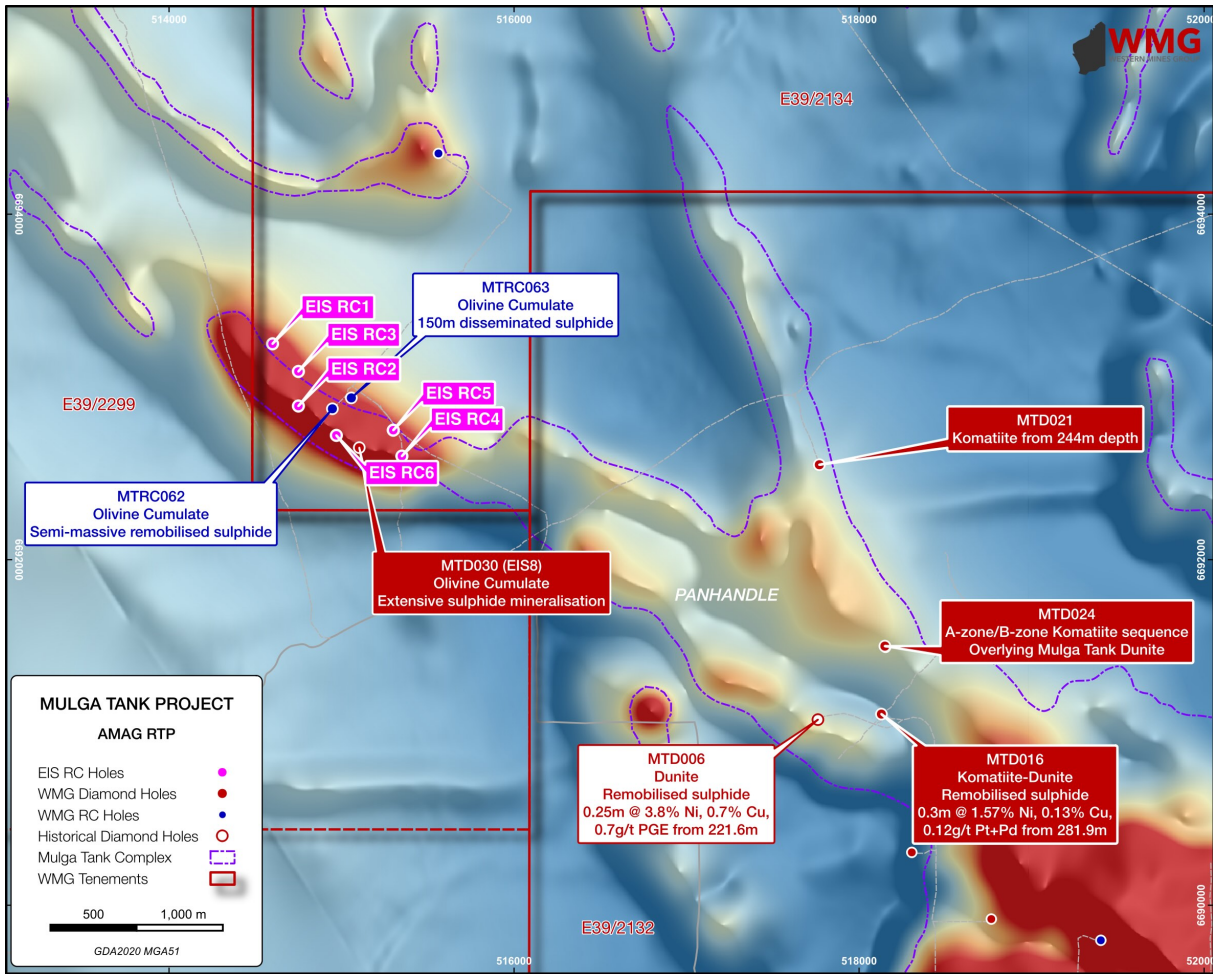 514000
516000
518000
52000
WMG
WESTERN MINES GROUP
E39/2134
6694000
6694000
MTRC063
Olivine Cumulate
150m disseminated sulphide
EIS RC1
EIS RC3
EIS RC2
EIS RC5
EIS RC4
EIS RC6
E39/2299
MTD021
Komatiite from 244m depth
MTRC062
Olivine Cumulate
Semi-massive remobilised sulphide
6692000
6692000
MTD030 (EIS8)
Olivine Cumulate
Extensive sulphide mineralisation
PANHANDLE
MTD024
A-zone/B-zone Komatiite sequence
Overlying Mulga Tank Dunite
MTD006
Dunite
Remobilised sulphide
0.25m @ 3.8% Ni, 0.7% Cu,
0.7g/t PGE from 221.6m
MTD016
Komatiite-Dunite
Remobilised sulphide
0.3m @ 1.57% Ni, 0.13% Cu,
0.12g/t Pt+Pd from 281.9m
MULGA TANK PROJECT
AMAG RTP
EIS RC Holes
WMG Diamond Holes
WMG RC Holes
Historical Diamond Holes
Mulga Tank Complex
WMG Tenements
500
1,000 m
GDA2020 MGA51
E39/2132
6690000
516000
518000
52000